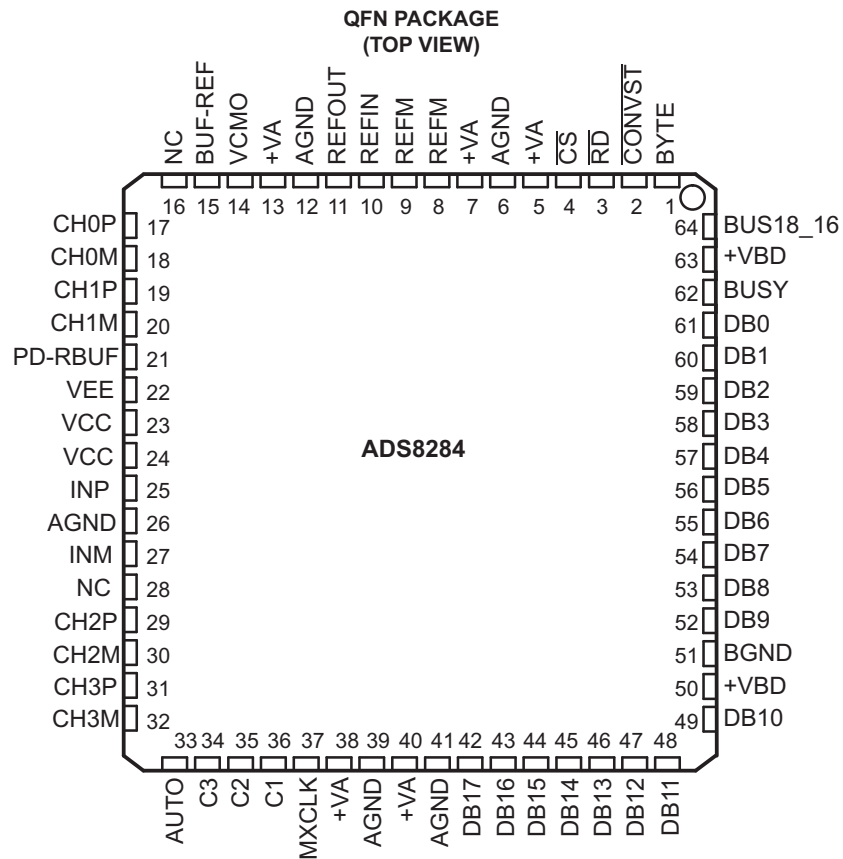 QFN PACKAGE
(TOP VIEW)
NC
BUF-REF
VCMO
+VA
AGND
REFOUT
REFIN
REFM
REFM
+VA
AGND
+VA
C̅S̅
R̅D̅
C̅O̅N̅V̅S̅T̅
BYTE
16 15 14 13 12 11 10 9 8 7 6 5 4 3 2 1
CH0P 17
CH0M 18
CH1P 19
CH1M 20
PD-RBUF 21
VEE 22
VCC 23
VCC 24
INP 25
AGND 26
INM 27
NC 28
CH2P 29
CH2M 30
CH3P 31
CH3M 32
ADS8284
64 BUS18_16
63 +VBD
62 BUSY
61 DB0
60 DB1
59 DB2
58 DB3
57 DB4
56 DB5
55 DB6
54 DB7
53 DB8
52 DB9
51 BGND
50 +VBD
49 DB10
33 34 35 36 37 38 39 40 41 42 43 44 45 46 47 48
AUTO
C3
C2
C1
MXCLK
+VA
AGND
+VA
AGND
DB17
DB16
DB15
DB14
DB13
DB12
DB11